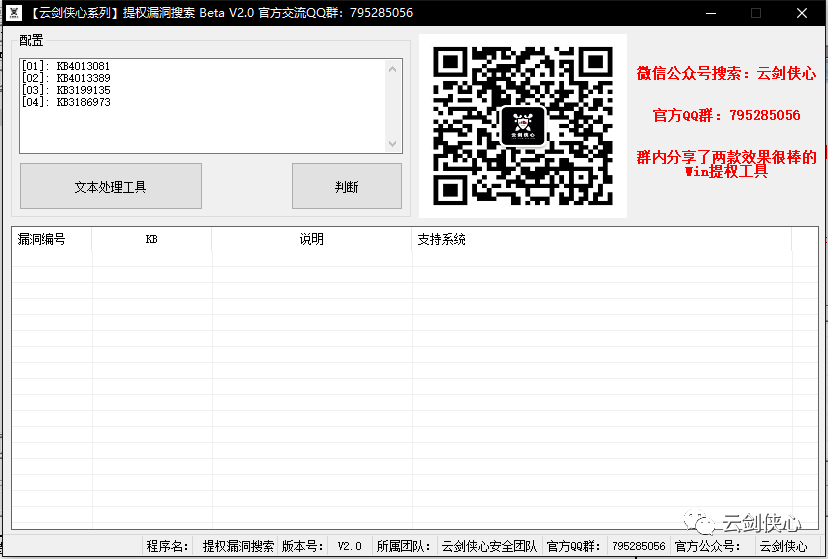 【云剑侠心系列】提权漏洞搜索 Beta V2.0 官方交流QQ群：795285056
配置
[01]: KB4013081
[02]: KB4013389
[03]: KB3199135
[04]: KB3186973
文本处理工具
判断
云剑侠心
微信公众号搜索：云剑侠心
官方QQ群：795285056
群内分享了两款效果很棒的
Win提权工具
漏洞编号 KB 说明 支持系统
云剑侠心
程序名： 提权漏洞搜索 版本号： V2.0 所属团队： 云剑侠心安全团队 官方QQ群： 795285056 官方公众号： 云剑侠心